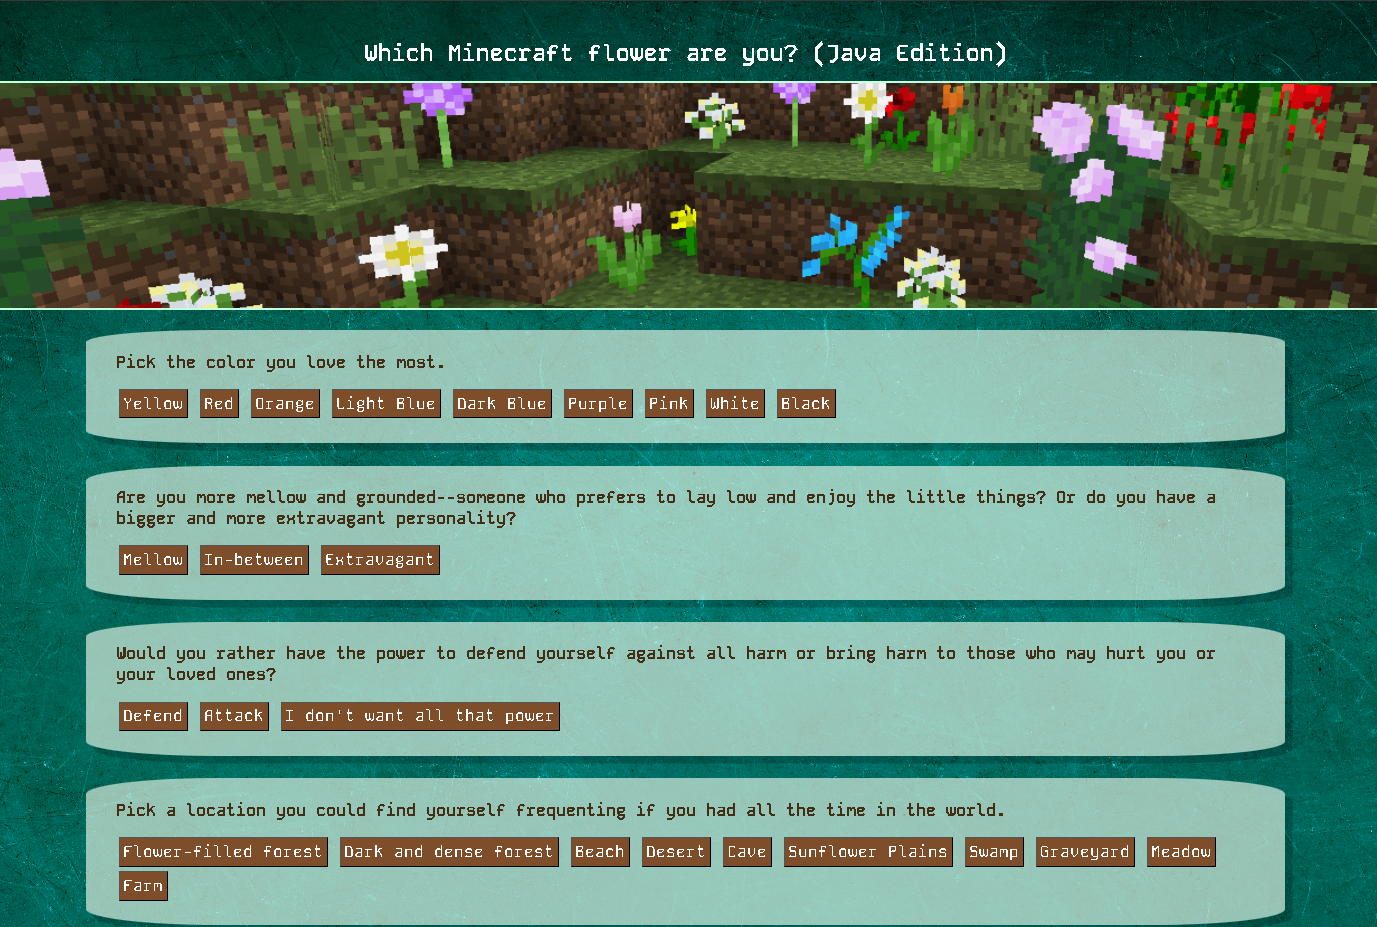 Which Minecraft flower are you? (Java Edition)
Pick the color you love the most.
Yellow Red Orange Light Blue Dark Blue Purple Pink White Black
Are you more mellow and grounded--someone who prefers to lay low and enjoy the little things? Or do you have a
bigger and more extravagant personality?
Mellow In-between Extravagant
Would you rather have the power to defend yourself against all harm or bring harm to those who may hurt you or
your loved ones?
Defend Attack I don't want all that power
Pick a location you could find yourself frequenting if you had all the time in the world.
Flower-filled forest Dark and dense forest Beach Desert Cave Sunflower Plains Swamp Graveyard Meadow
Farm